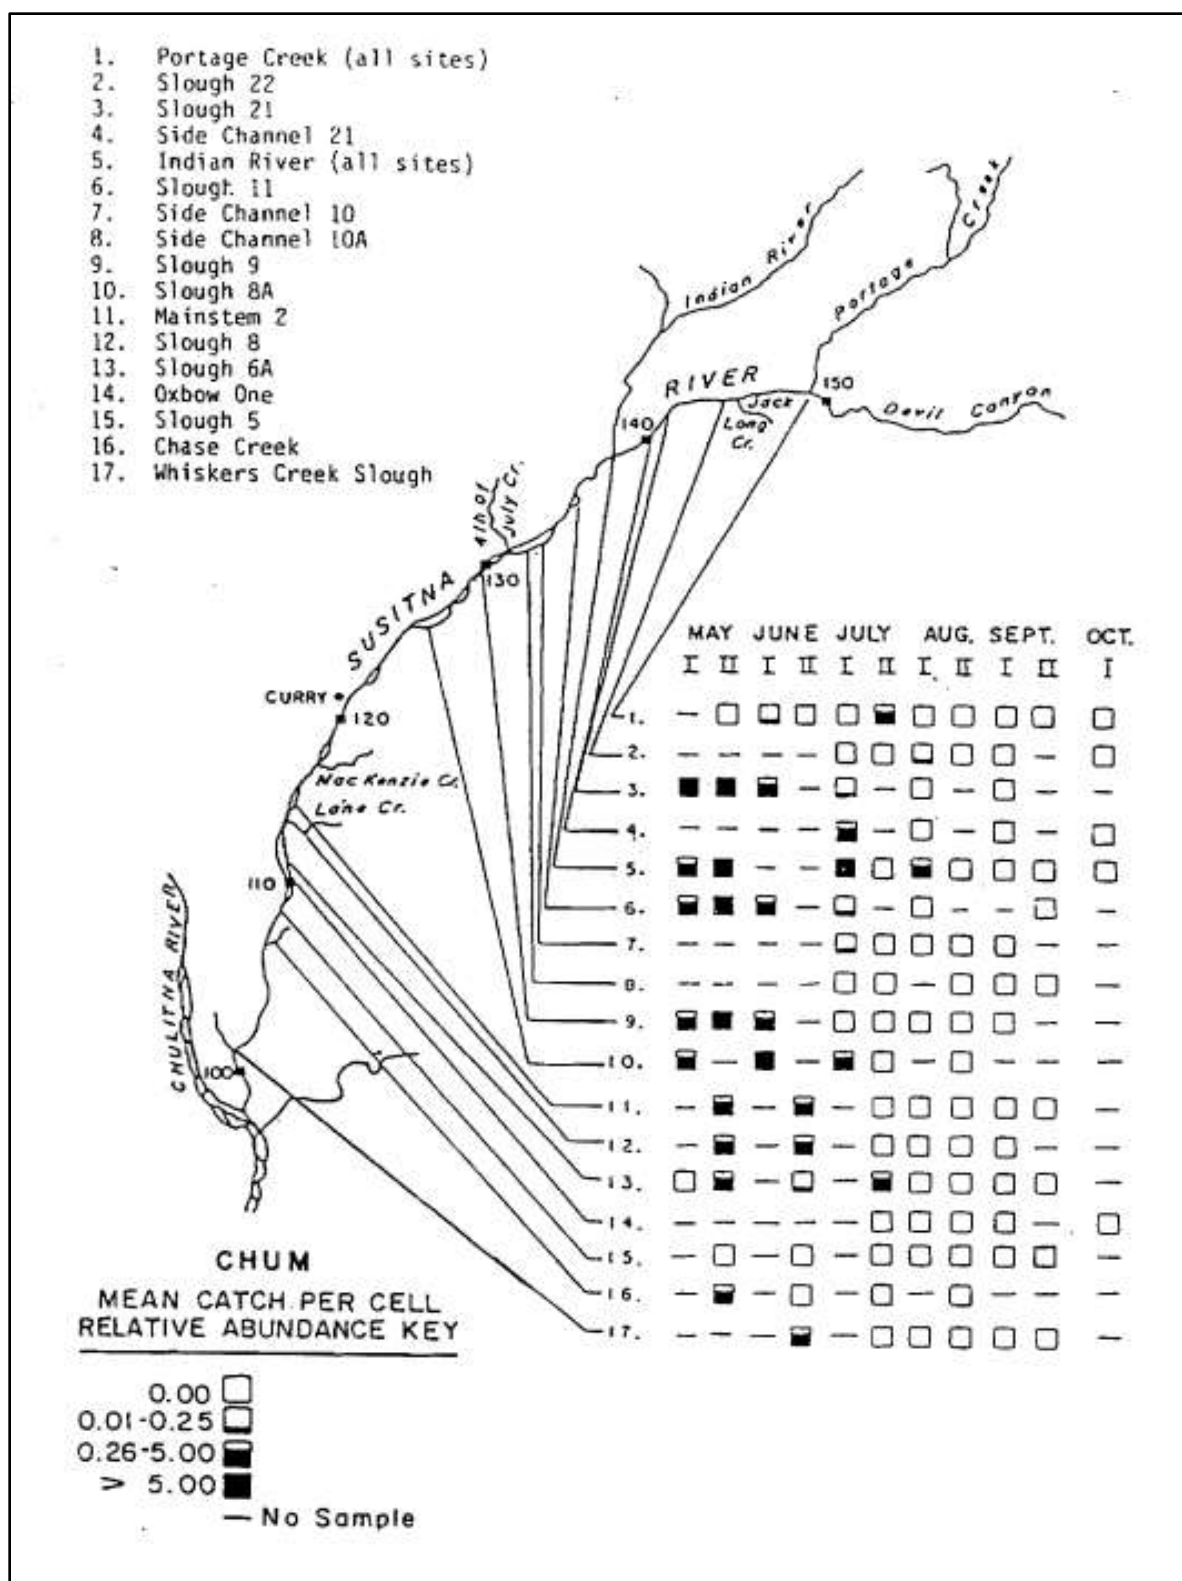 1. Portage Creek (all sites)
2. Slough 22
3. Slough 21
4. Side Channel 21
5. Indian River (all sites)
6. Slough 11
7. Side Channel 10
8. Side Channel 10A
9. Slough 9
10. Slough 8A
11. Mainstem 2
12. Slough 8
13. Slough 6A
14. Oxbow One
15. Slough 5
16. Chase Creek
17. Whiskers Creek Slough
Indian River
Portage Creek
RIVER
Jack
Long
Cr.
150
Devil Canyon
140
4th of
July Cr.
130
SUSITNA
CURRY
120
MacKenzie Cr.
Lane Cr.
110
CHULITNA RIVER
100
MAY JUNE JULY AUG. SEPT. OCT.
I II I II I II I II I II I
1. —
2. — — — — —
3. — — — — —
4. — — — — — — —
5. — —
6. — — — — —
7. — — — — — —
8. — — — — — —
9. — — —
10. — — — — — —
11. — — — —
12. — — — — —
13. — — —
14. — — — — — —
15. — — — —
16. — — — — — — —
17. — — — — —
CHUM
MEAN CATCH PER CELL
RELATIVE ABUNDANCE KEY
0.00
0.01-0.25
0.26-5.00
> 5.00
— No Sample